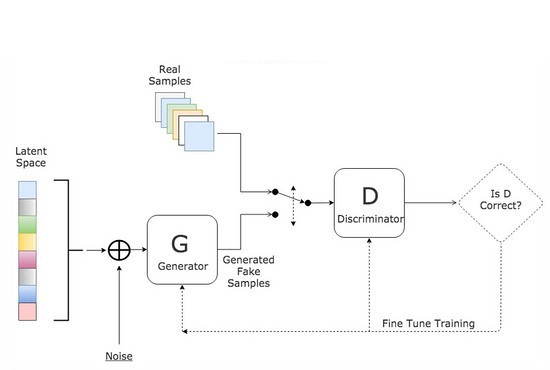 Real
Samples
Latent
Space
G
Generator
Generated
Fake
Samples
Noise
D
Discriminator
Is D
Correct?
Fine Tune Training